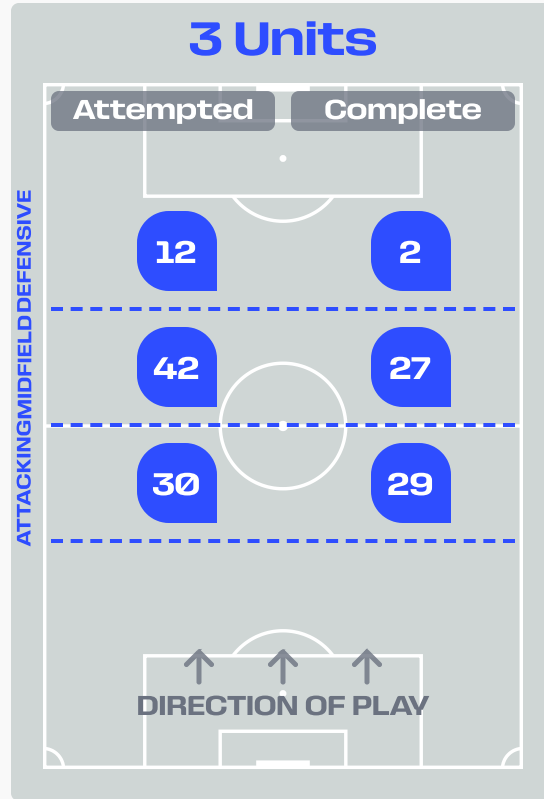 3 Units
Attempted Complete
DEFENSIVE
12 2
MIDFIELD
42 27
ATTACKING
30 29
DIRECTION OF PLAY